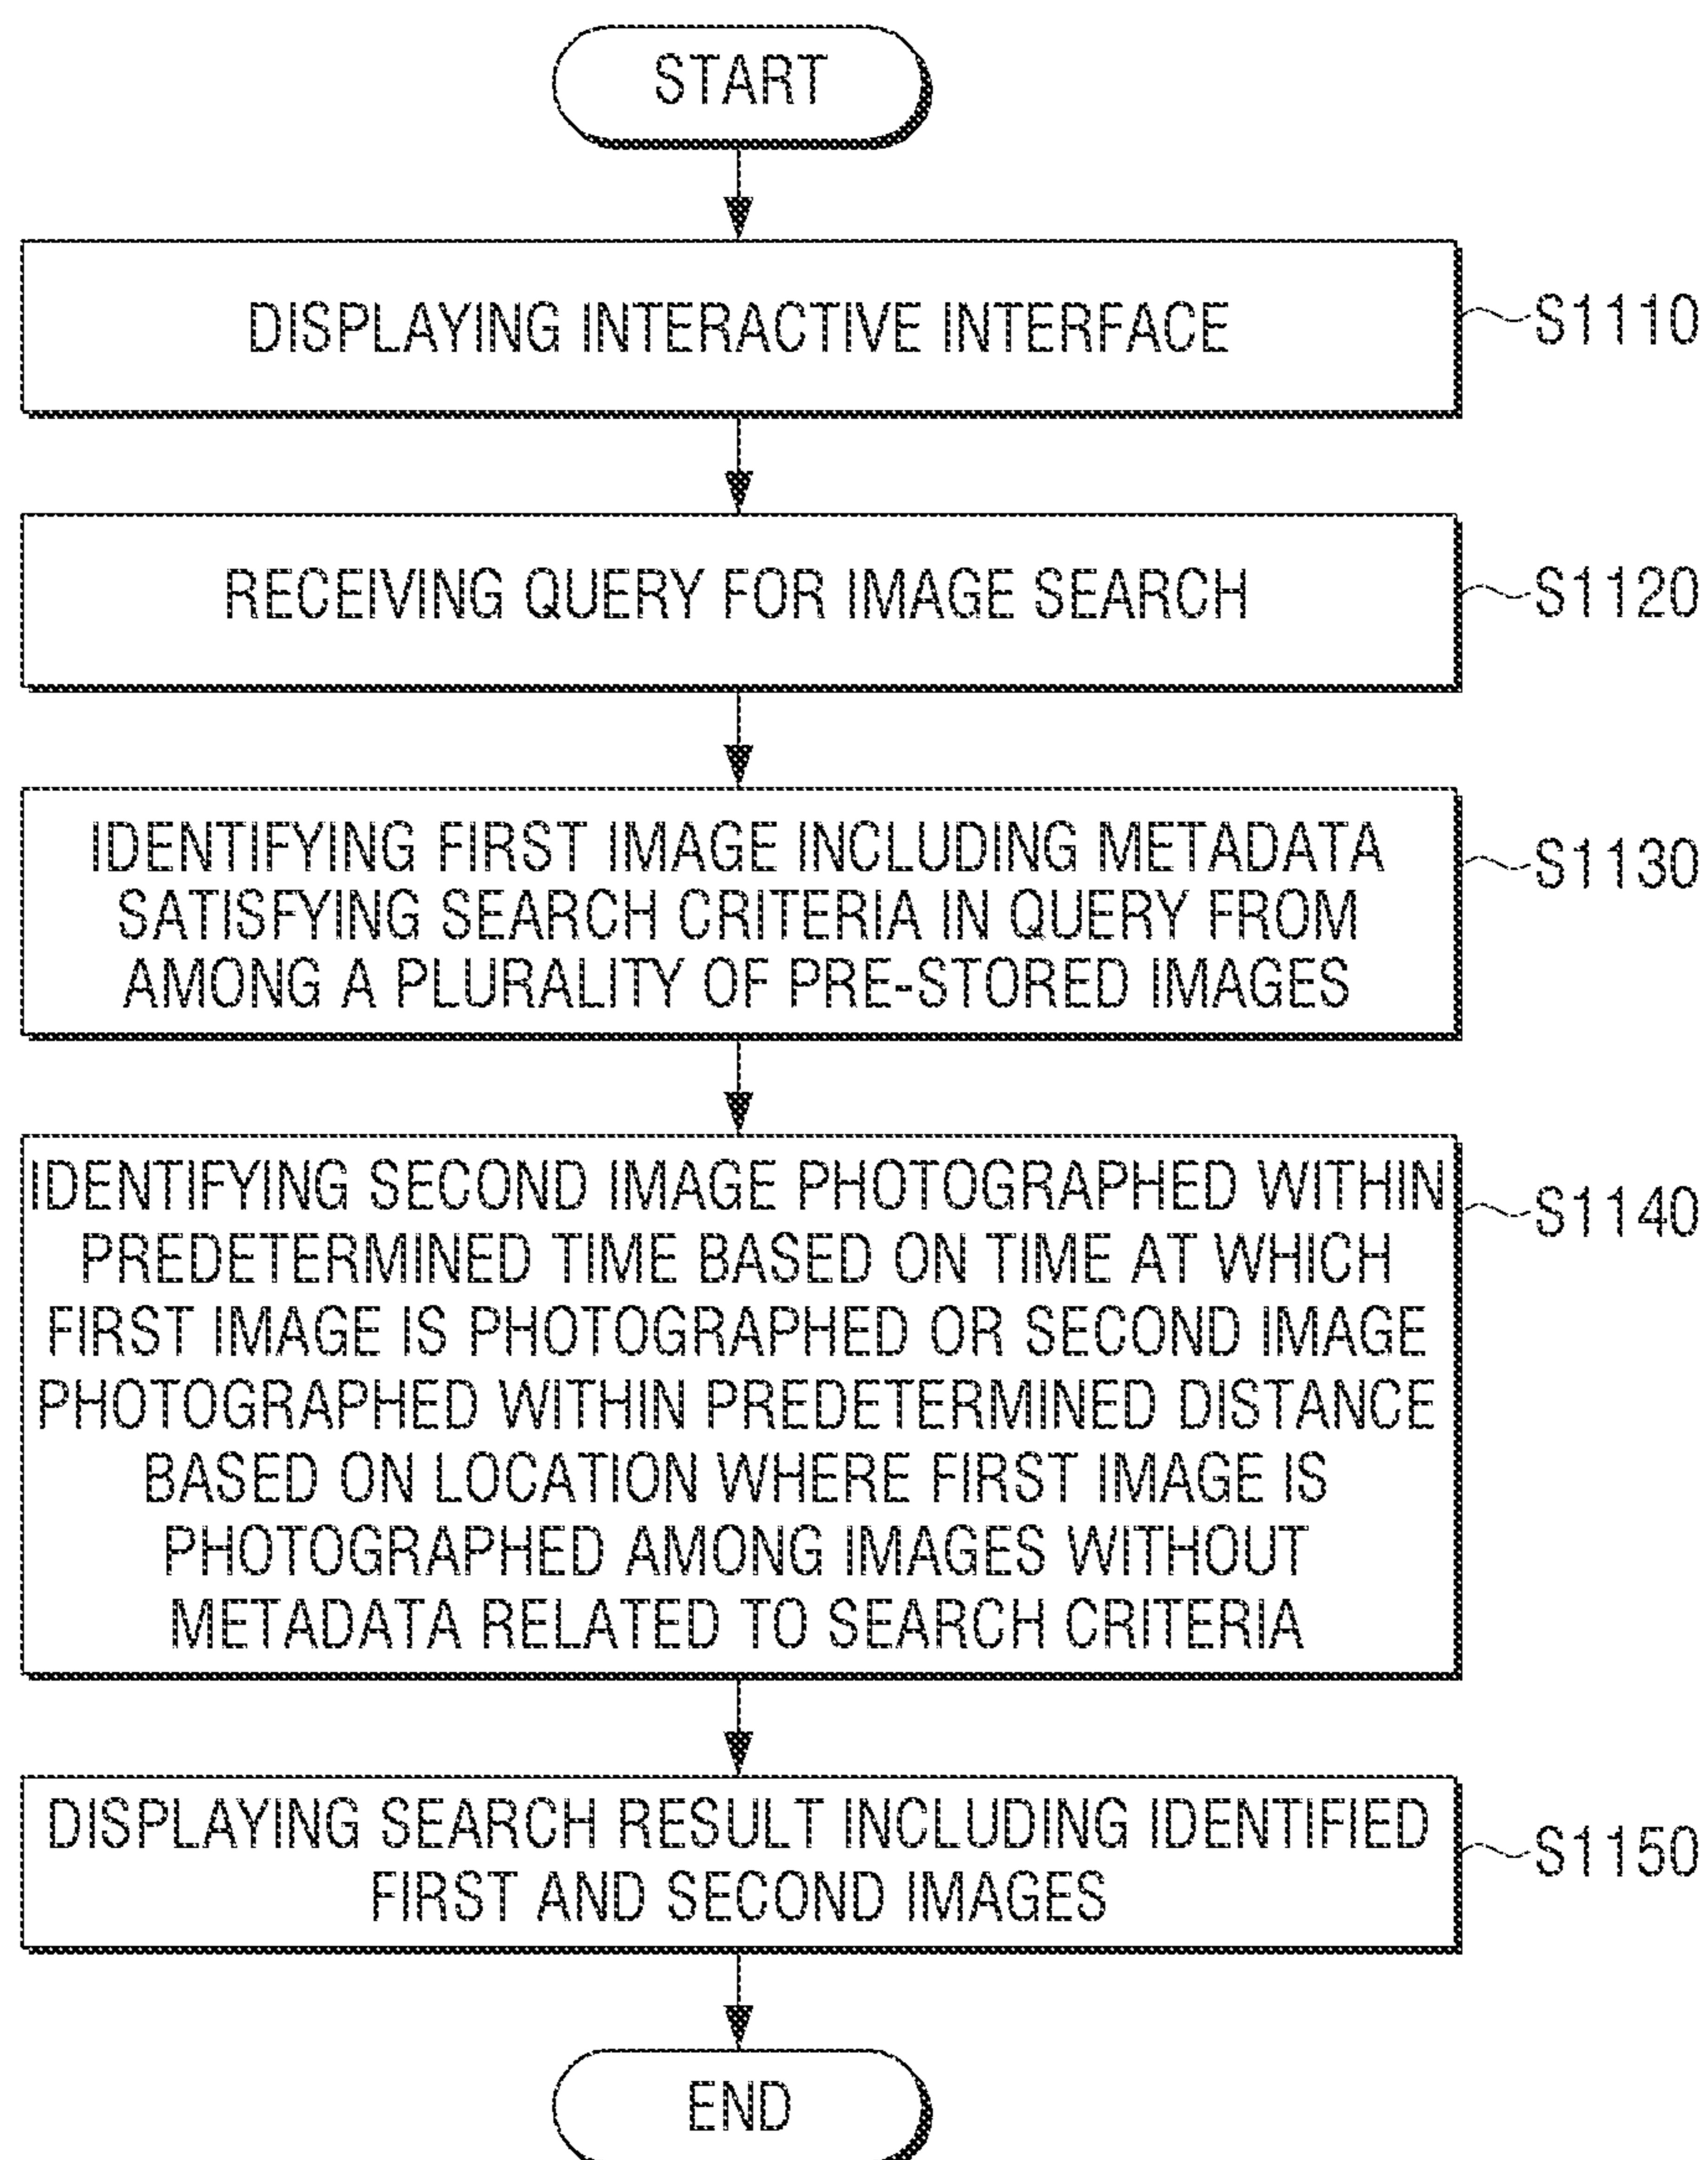 START
DISPLAYING INTERACTIVE INTERFACE
S1110
RECEIVING QUERY FOR IMAGE SEARCH
S1120
IDENTIFYING FIRST IMAGE INCLUDING METADATA
SATISFYING SEARCH CRITERIA IN QUERY FROM
AMONG A PLURALITY OF PRE-STORED IMAGES
S1130
IDENTIFYING SECOND IMAGE PHOTOGRAPHED WITHIN
PREDETERMINED TIME BASED ON TIME AT WHICH
FIRST IMAGE IS PHOTOGRAPHED OR SECOND IMAGE
PHOTOGRAPHED WITHIN PREDETERMINED DISTANCE
BASED ON LOCATION WHERE FIRST IMAGE IS
PHOTOGRAPHED AMONG IMAGES WITHOUT
METADATA RELATED TO SEARCH CRITERIA
S1140
DISPLAYING SEARCH RESULT INCLUDING IDENTIFIED
FIRST AND SECOND IMAGES
S1150
END